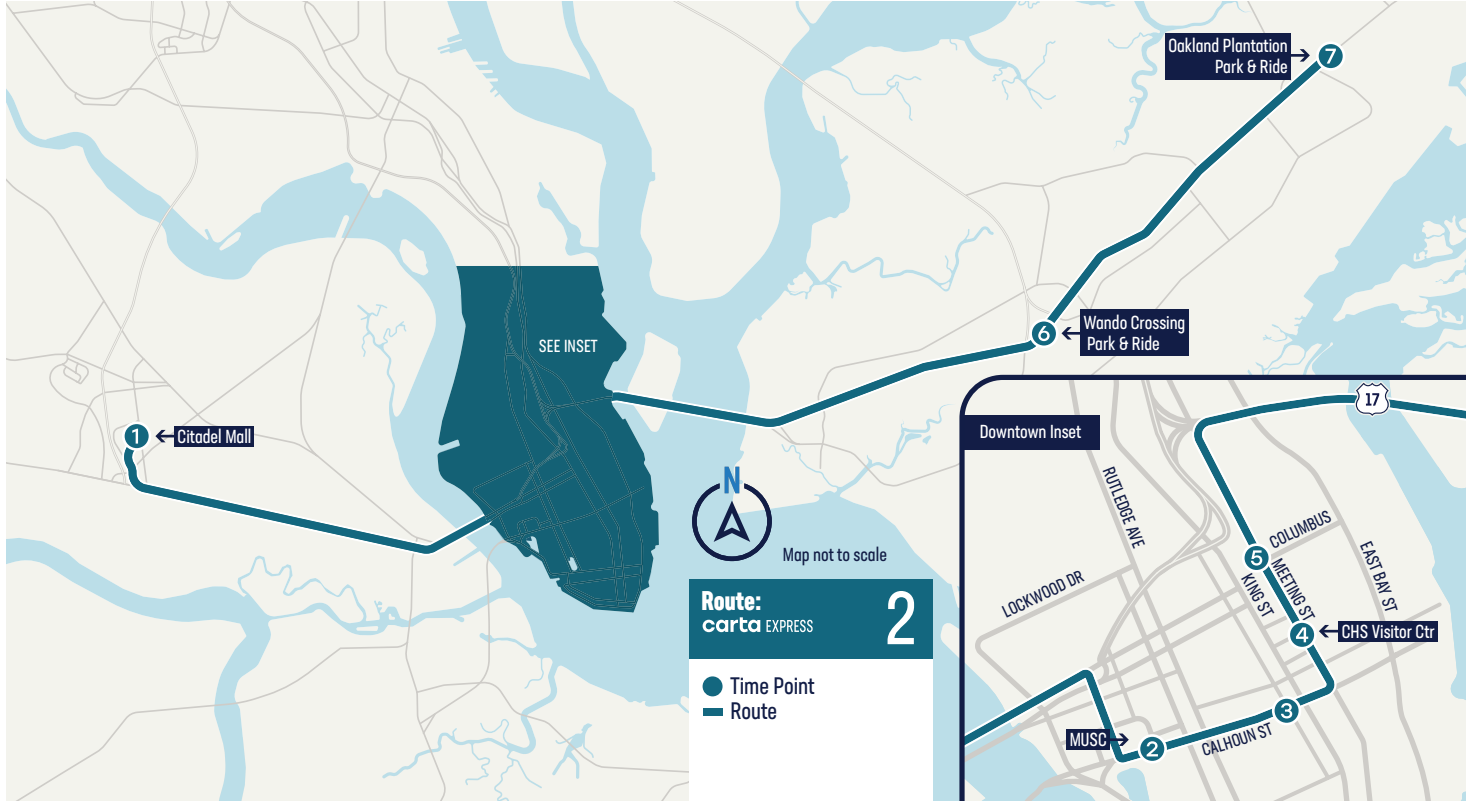 Oakland Plantation
Park & Ride
7
SEE INSET
6
Wando Crossing
Park & Ride
1
Citadel Mall
N
Map not to scale
Route:
carta EXPRESS
2
Time Point
Route
Downtown Inset
17
RUTLEDGE AVE
LOCKWOOD DR
COLUMBUS
EAST BAY ST
5
MEETING ST
KING ST
4
CHS Visitor Ctr
3
CALHOUN ST
MUSC
2